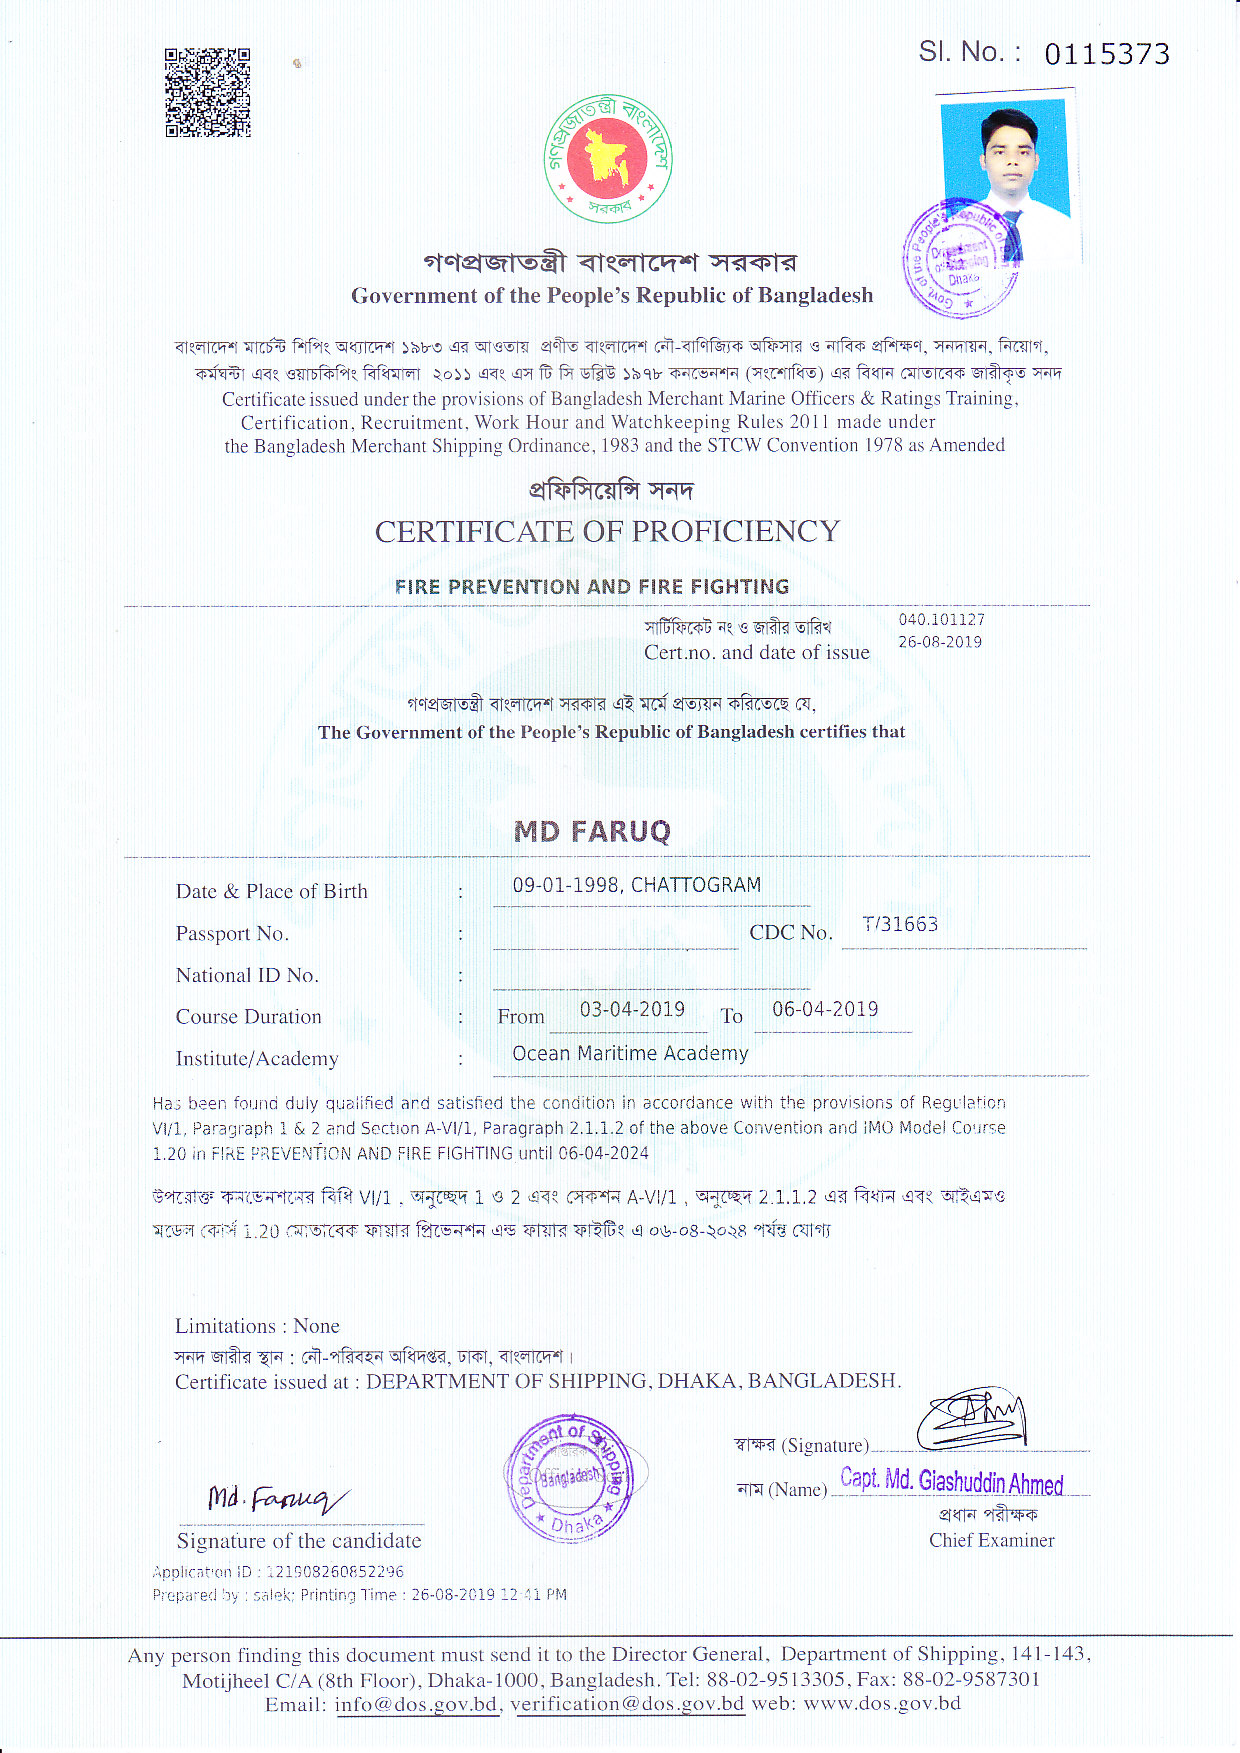 Sl. No. : 0115373
গণপ্রজাতন্ত্রী বাংলাদেশ
সরকার
Govt. of the People's Republic of
Department of Shipping
Dhaka
গণপ্রজাতন্ত্রী বাংলাদেশ সরকার
Government of the People's Republic of Bangladesh
বাংলাদেশ মার্চেন্ট শিপিং অধ্যাদেশ ১৯৮৩ এর আওতায় প্রণীত বাংলাদেশ নৌ-বাণিজ্যিক অফিসার ও নাবিক প্রশিক্ষণ, সনদায়ন, নিয়োগ,
কর্মঘন্টা এবং ওয়াচকিপিং বিধিমালা ২০১১ এবং এস টি সি ডব্লিউ ১৯৭৮ কনভেনশন (সংশোধিত) এর বিধান মোতাবেক জারীকৃত সনদ
Certificate issued under the provisions of Bangladesh Merchant Marine Officers & Ratings Training,
Certification, Recruitment, Work Hour and Watchkeeping Rules 2011 made under
the Bangladesh Merchant Shipping Ordinance, 1983 and the STCW Convention 1978 as Amended
প্রফিসিয়েন্সি সনদ
CERTIFICATE OF PROFICIENCY
FIRE PREVENTION AND FIRE FIGHTING
সার্টিফিকেট নং ও জারীর তারিখ 040.101127
Cert.no. and date of issue 26-08-2019
গণপ্রজাতন্ত্রী বাংলাদেশ সরকার এই মর্মে প্রত্যয়ন করিতেছে যে,
The Government of the People's Republic of Bangladesh certifies that
MD FARUQ
Date & Place of Birth : 09-01-1998, CHATTOGRAM
Passport No. : CDC No. T/31663
National ID No. :
Course Duration : From 03-04-2019 To 06-04-2019
Institute/Academy : Ocean Maritime Academy
Has been found duly qualified and satisfied the condition in accordance with the provisions of Regulation
VI/1, Paragraph 1 & 2 and Section A-VI/1, Paragraph 2.1.1.2 of the above Convention and IMO Model Course
1.20 in FIRE PREVENTION AND FIRE FIGHTING until 06-04-2024
উপরোক্ত কনভেনশনের বিধি VI/1 , অনুচ্ছেদ 1 ও 2 এবং সেকশন A-VI/1 , অনুচ্ছেদ 2.1.1.2 এর বিধান এবং আইএমও
মডেল কোর্স 1.20 মোতাবেক ফায়ার প্রিভেনশন এন্ড ফায়ার ফাইটিং এ ০৬-০৪-২০২৪ পর্যন্ত যোগ্য
Limitations : None
সনদ জারীর স্থান : নৌ-পরিবহন অধিদপ্তর, ঢাকা, বাংলাদেশ।
Certificate issued at : DEPARTMENT OF SHIPPING, DHAKA, BANGLADESH.
স্বাক্ষর (Signature)
Department of Shipping
Bangladesh
Dhaka
নাম (Name) Capt. Md. Giashuddin Ahmed
প্রধান পরীক্ষক
Chief Examiner
Md. Faruq
Signature of the candidate
Application ID : 121908260852296
Prepared by : salek; Printing Time : 26-08-2019 12:41 PM
Any person finding this document must send it to the Director General, Department of Shipping, 141-143,
Motijheel C/A (8th Floor), Dhaka-1000, Bangladesh. Tel: 88-02-9513305, Fax: 88-02-9587301
Email: info@dos.gov.bd, verification@dos.gov.bd web: www.dos.gov.bd